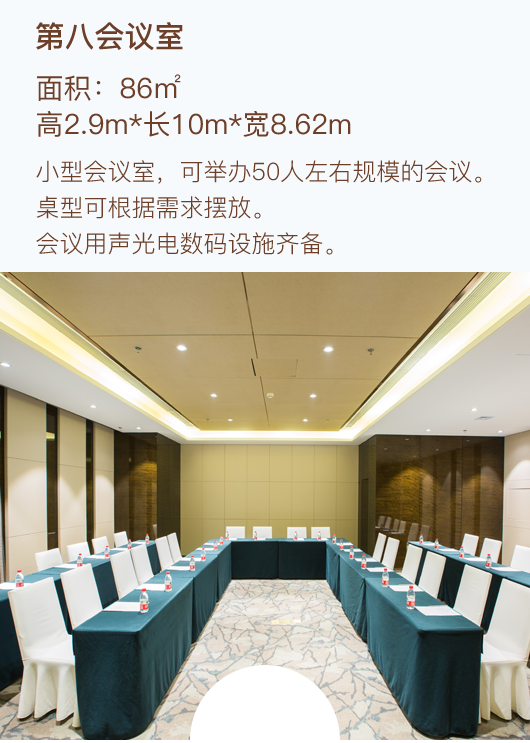 第八会议室
面积：86㎡
高2.9m*长10m*宽8.62m
小型会议室，可举办50人左右规模的会议。
桌型可根据需求摆放。
会议用声光电数码设施齐备。